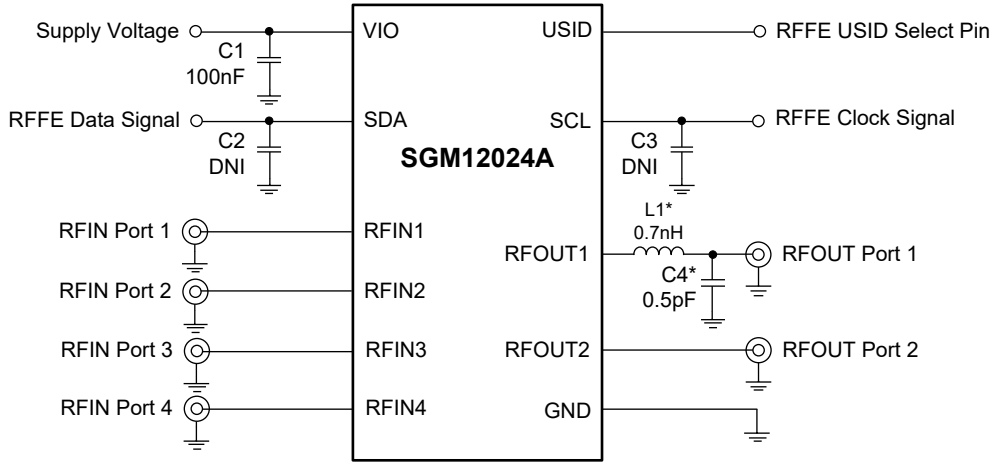 Supply Voltage
VIO
USID
RFFE USID Select Pin
C1
100nF
RFFE Data Signal
SDA
SCL
RFFE Clock Signal
C2
DNI
C3
DNI
SGM12024A
RFIN Port 1
RFIN1
L1*
0.7nH
RFOUT1
RFOUT Port 1
C4*
0.5pF
RFIN Port 2
RFIN2
RFIN Port 3
RFIN3
RFOUT2
RFOUT Port 2
RFIN Port 4
RFIN4
GND